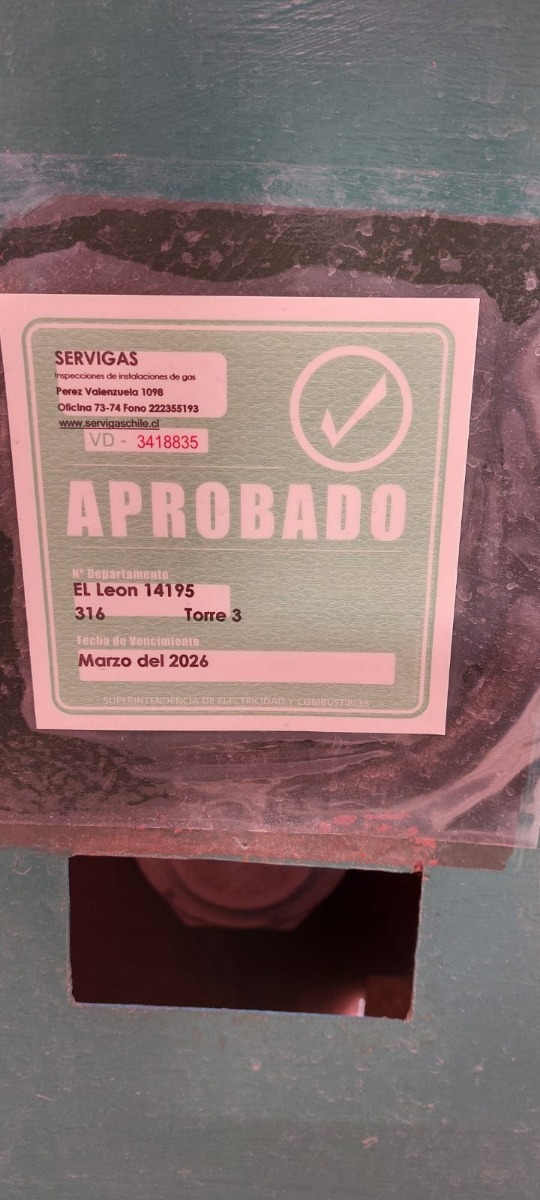 SERVIGAS
Inspecciones de instalaciones de gas
Perez Valenzuela 1098
Oficina 73-74 Fono 222355193
www.servigaschile.cl
VD - 3418835
APROBADO
Nº Departamento
EL Leon 14195
316 Torre 3
Fecha de Vencimiento
Marzo del 2026
SUPERINTENDENCIA DE ELECTRICIDAD Y COMBUSTIBLES